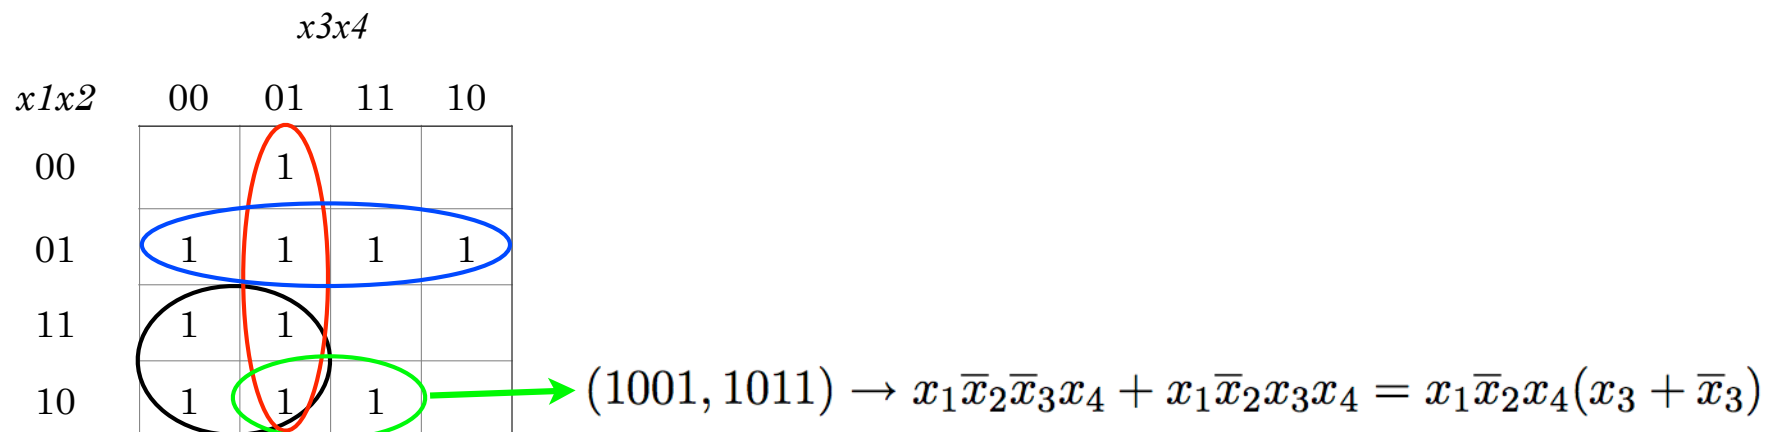 x3x4
x1x2 00 01 11 10
00 1
01 1 1 1 1
11 1 1
10 1 1 1 (1001, 1011) → x₁x̅₂x̅₃x₄ + x₁x̅₂x₃x₄ = x₁x̅₂x₄(x₃ + x̅₃)